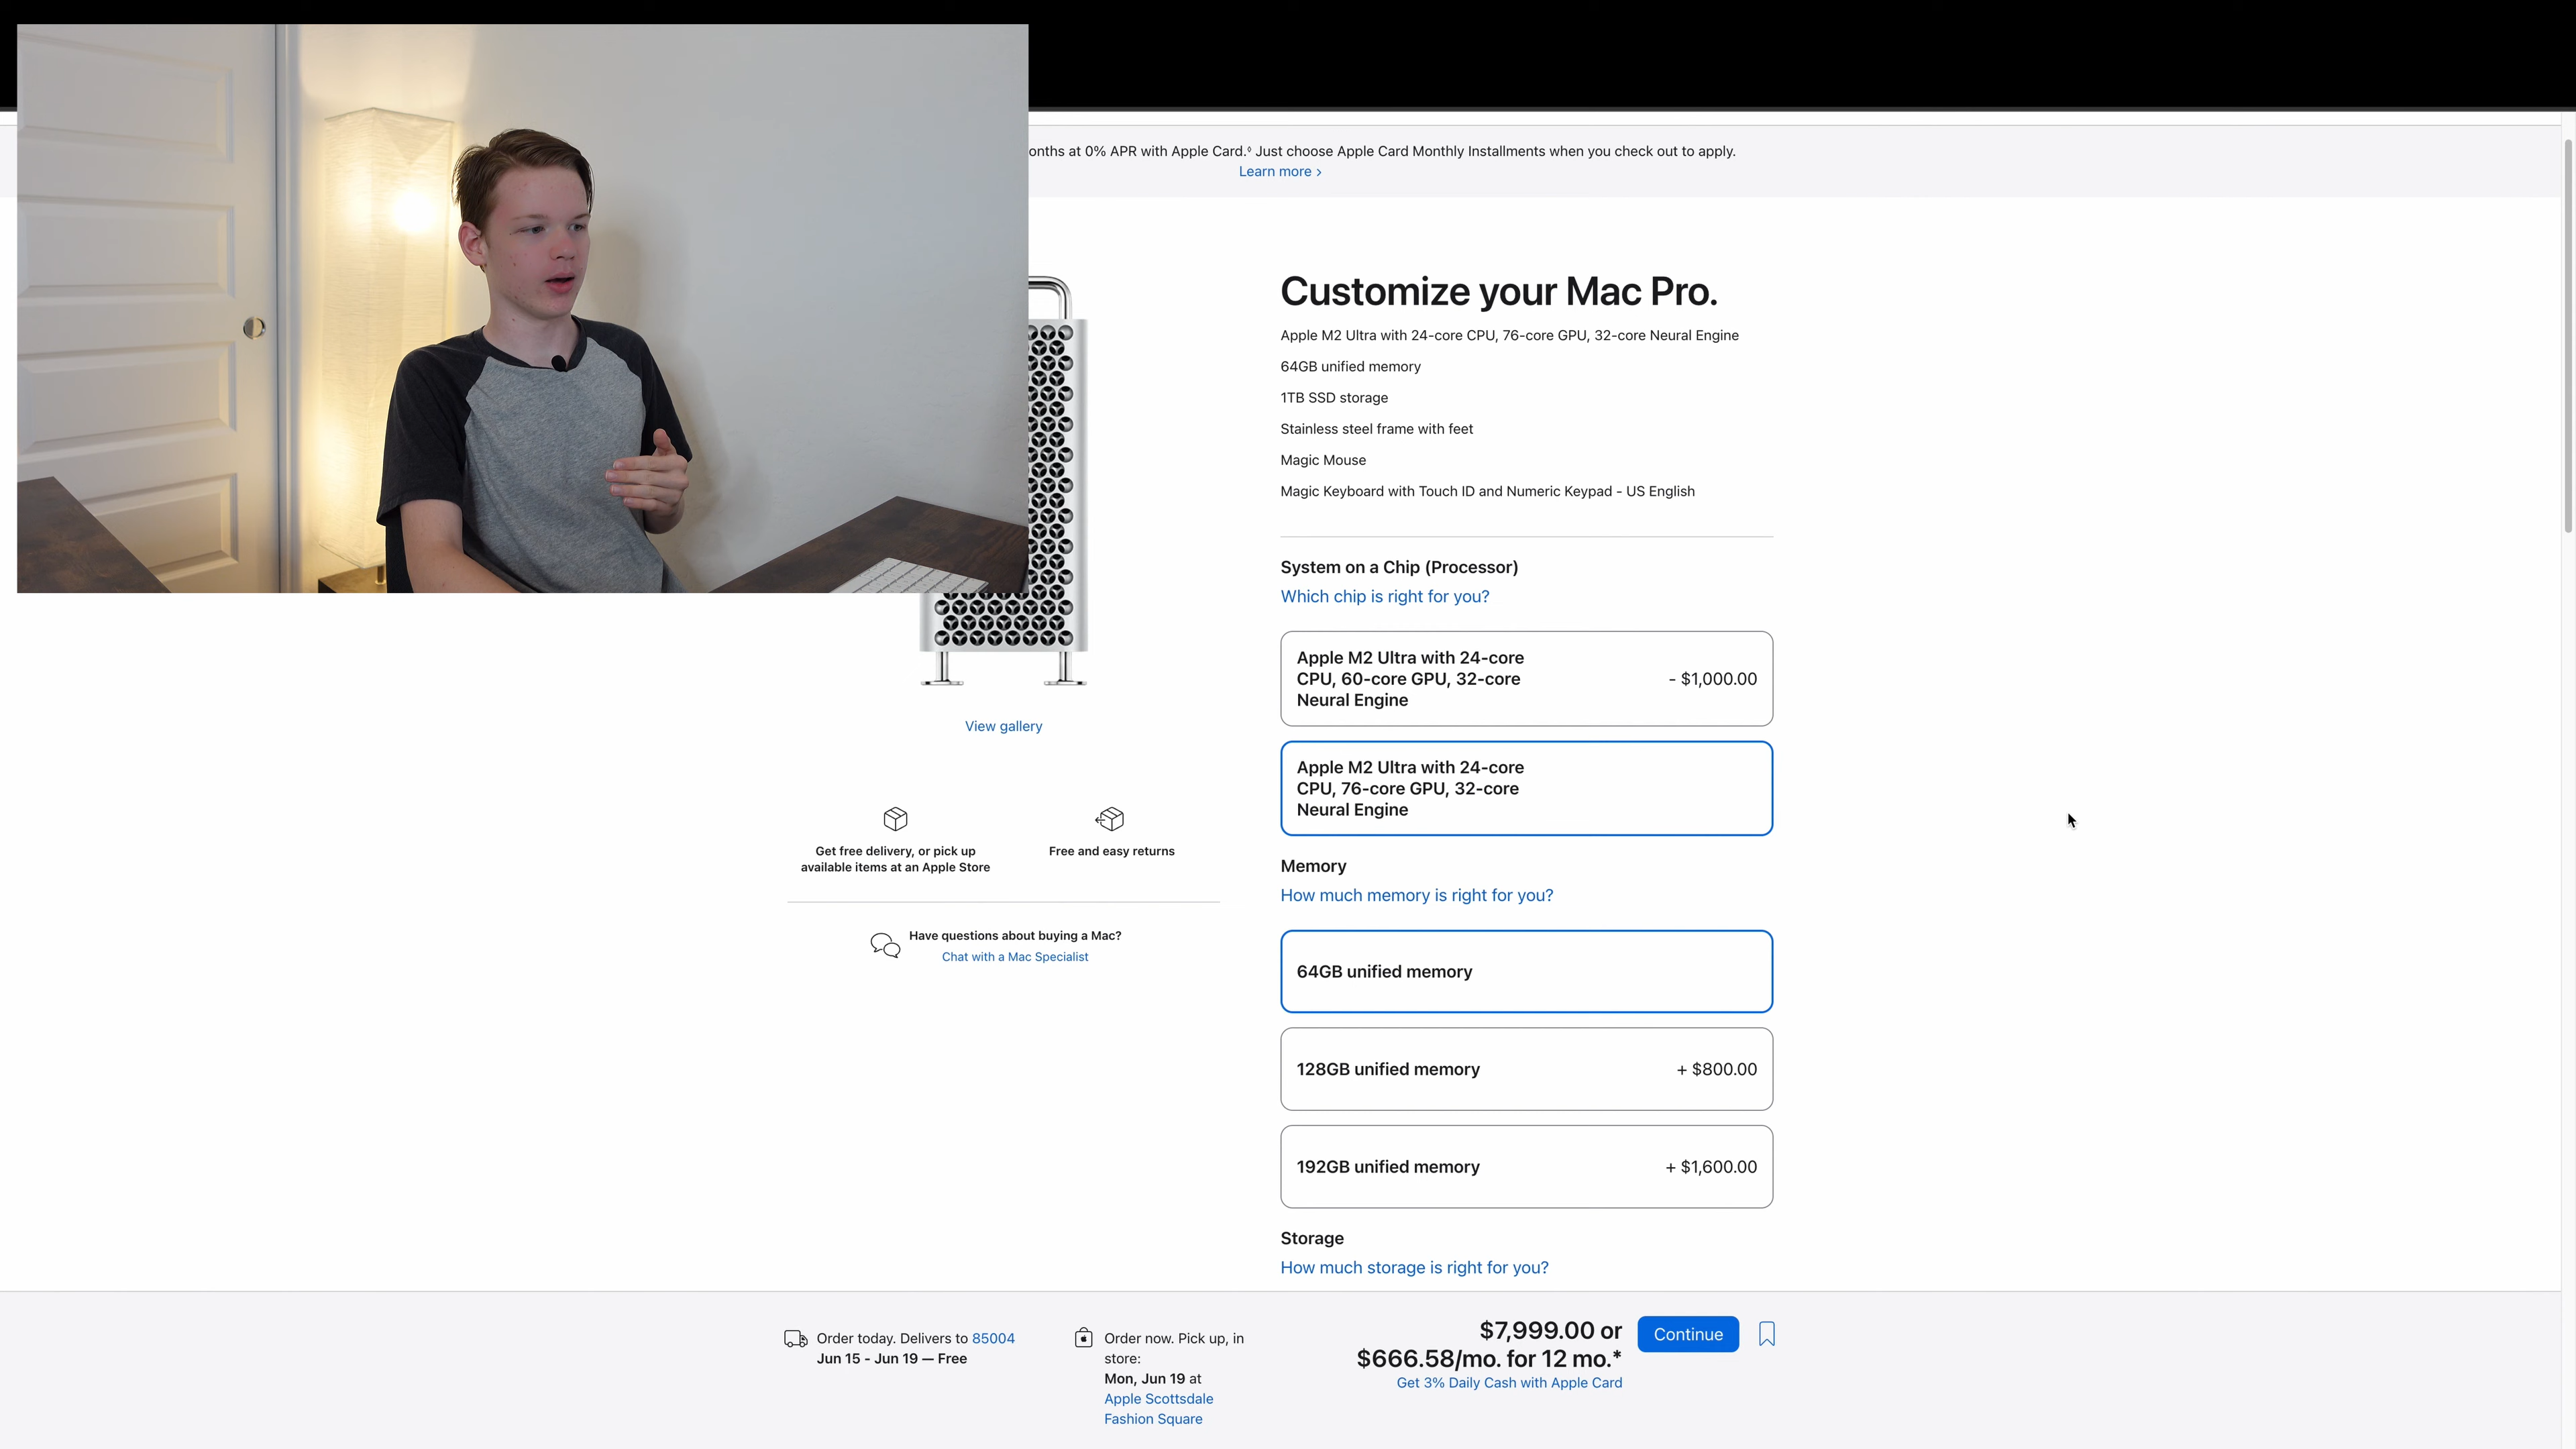 onths at 0% APR with Apple Card.◊ Just choose Apple Card Monthly Installments when you check out to apply.
Learn more ›
Customize your Mac Pro.
Apple M2 Ultra with 24-core CPU, 76-core GPU, 32-core Neural Engine
64GB unified memory
1TB SSD storage
Stainless steel frame with feet
Magic Mouse
Magic Keyboard with Touch ID and Numeric Keypad - US English
System on a Chip (Processor)
Which chip is right for you?
Apple M2 Ultra with 24-core
CPU, 60-core GPU, 32-core
Neural Engine
- $1,000.00
Apple M2 Ultra with 24-core
CPU, 76-core GPU, 32-core
Neural Engine
Memory
How much memory is right for you?
64GB unified memory
128GB unified memory
+ $800.00
192GB unified memory
+ $1,600.00
Storage
How much storage is right for you?
View gallery
Get free delivery, or pick up
available items at an Apple Store
Free and easy returns
Have questions about buying a Mac?
Chat with a Mac Specialist
Order today. Delivers to 85004
Jun 15 - Jun 19 — Free
Order now. Pick up, in
store:
Mon, Jun 19 at
Apple Scottsdale
Fashion Square
$7,999.00 or
$666.58/mo. for 12 mo.*
Get 3% Daily Cash with Apple Card
Continue